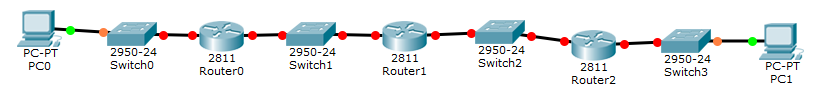 PC-PT
PC0
2950-24
Switch0
2811
Router0
2950-24
Switch1
2811
Router1
2950-24
Switch2
2811
Router2
2950-24
Switch3
PC-PT
PC1